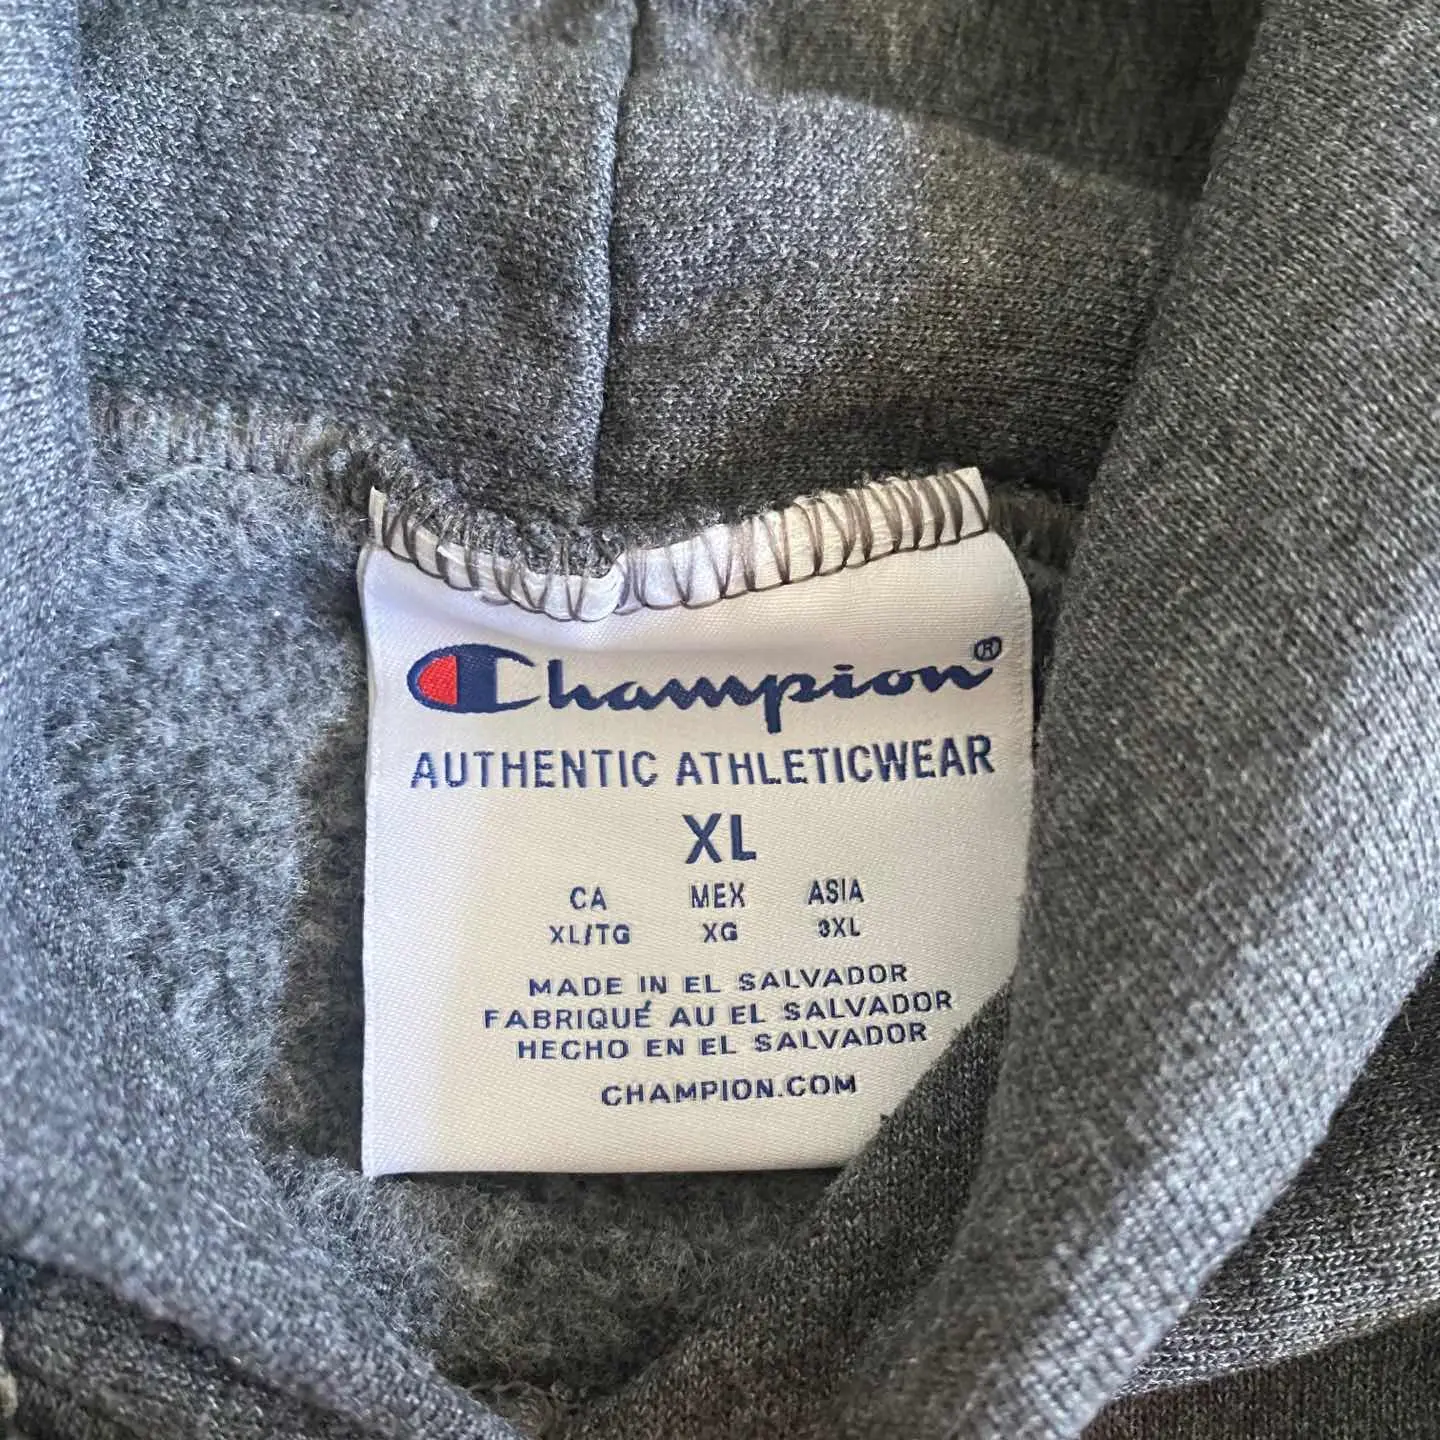 Champion®
AUTHENTIC ATHLETICWEAR
XL
CA MEX ASIA
XL/TG XG 3XL
MADE IN EL SALVADOR
FABRIQUÉ AU EL SALVADOR
HECHO EN EL SALVADOR
CHAMPION.COM